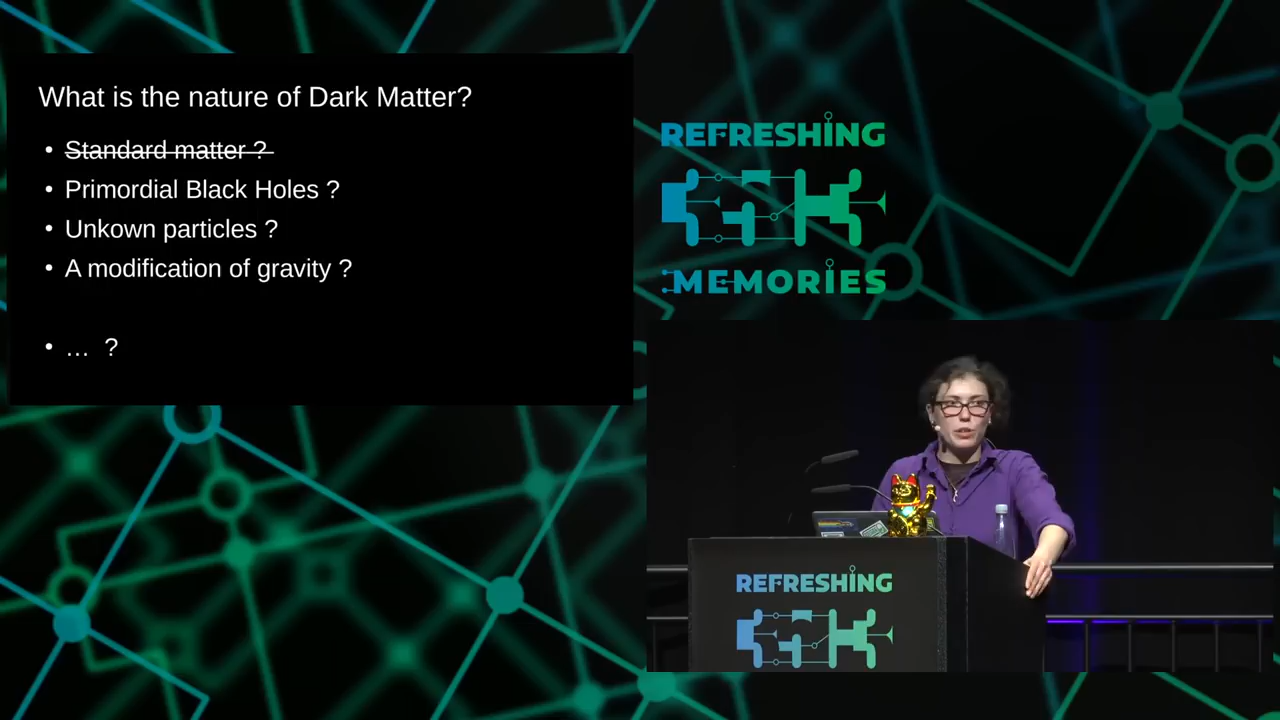 What is the nature of Dark Matter?
• Standard matter ?
• Primordial Black Holes ?
• Unkown particles ?
• A modification of gravity ?
• … ?
REFRESHING
MEMORIES
REFRESHING